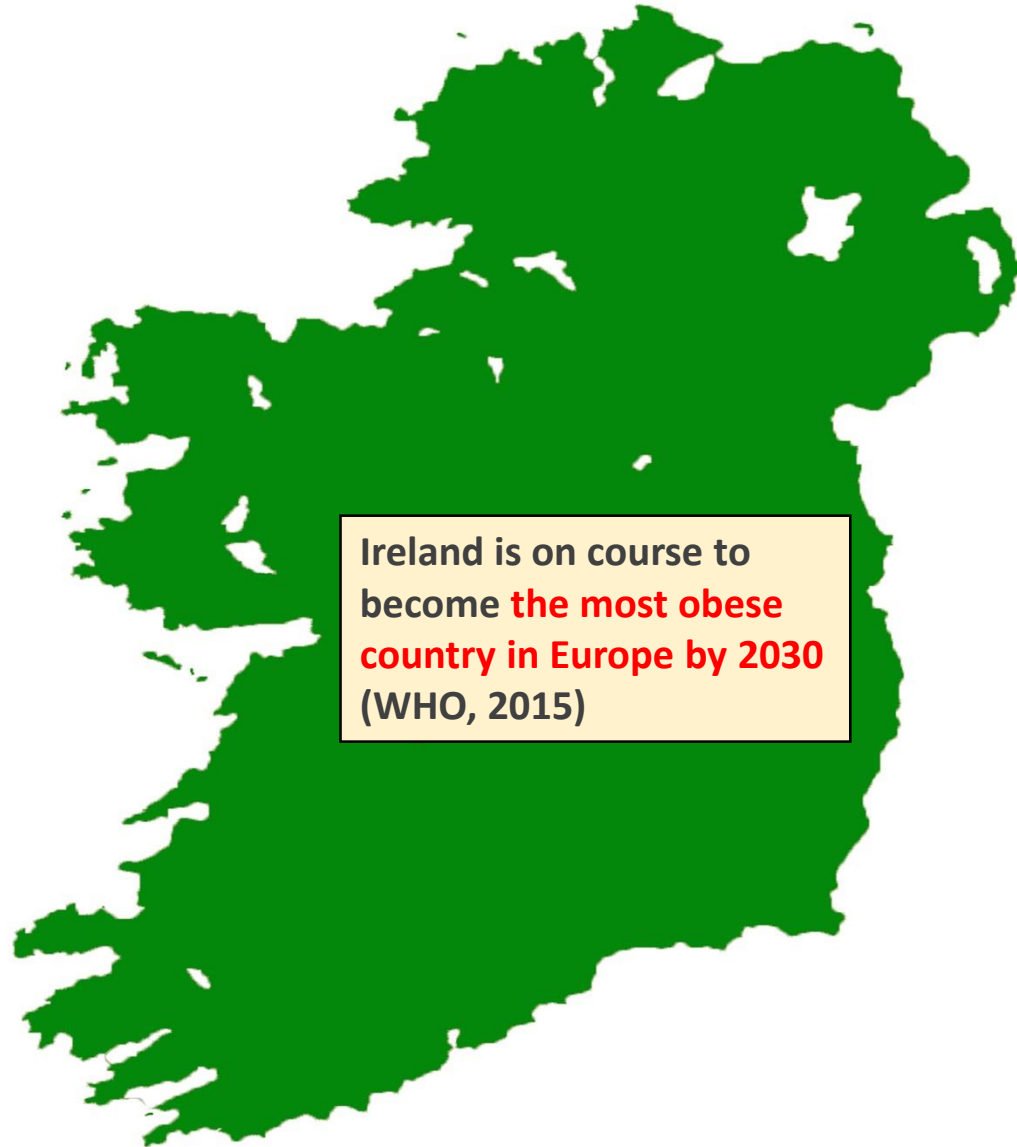 Ireland is on course to
become the most obese
country in Europe by 2030
(WHO, 2015)